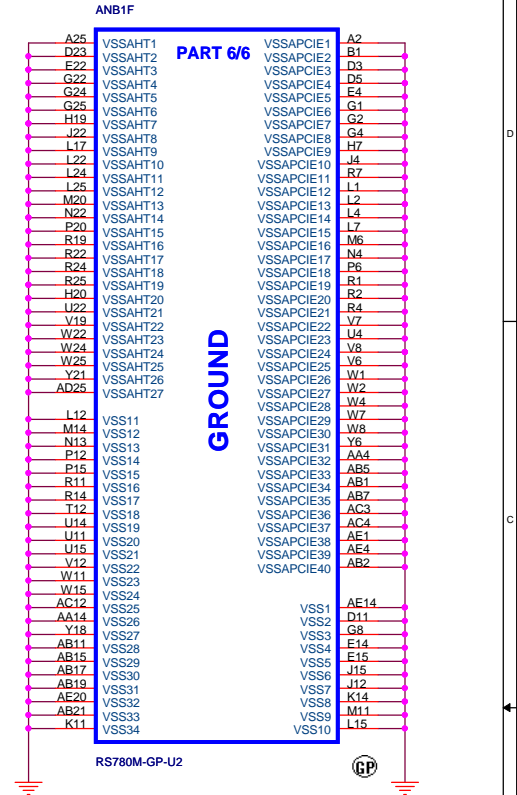 ANB1F
PART 6/6
A25 VSSAHT1 VSSAPCIE1 A2
D23 VSSAHT2 VSSAPCIE2 B1
E22 VSSAHT3 VSSAPCIE3 D3
G22 VSSAHT4 VSSAPCIE4 D5
G24 VSSAHT5 VSSAPCIE5 E4
G25 VSSAHT6 VSSAPCIE6 G1
H19 VSSAHT7 VSSAPCIE7 G2
J22 VSSAHT8 VSSAPCIE8 G4
L17 VSSAHT9 VSSAPCIE9 H7
L22 VSSAHT10 VSSAPCIE10 J4
L24 VSSAHT11 VSSAPCIE11 R7
L25 VSSAHT12 VSSAPCIE12 L1
M20 VSSAHT13 VSSAPCIE13 L2
N22 VSSAHT14 VSSAPCIE14 L4
P20 VSSAHT15 VSSAPCIE15 L7
R19 VSSAHT16 VSSAPCIE16 M6
R22 VSSAHT17 VSSAPCIE17 N4
R24 VSSAHT18 VSSAPCIE18 P6
R25 VSSAHT19 VSSAPCIE19 R1
H20 VSSAHT20 VSSAPCIE20 R2
U22 VSSAHT21 VSSAPCIE21 R4
V19 VSSAHT22 VSSAPCIE22 V7
W22 VSSAHT23 VSSAPCIE23 U4
W24 VSSAHT24 VSSAPCIE24 V8
W25 VSSAHT25 VSSAPCIE25 V6
Y21 VSSAHT26 VSSAPCIE26 W1
AD25 VSSAHT27 VSSAPCIE27 W2
VSSAPCIE28 W4
L12 VSS11 VSSAPCIE29 W7
M14 VSS12 VSSAPCIE30 W8
N13 VSS13 VSSAPCIE31 Y6
P12 VSS14 VSSAPCIE32 AA4
P15 VSS15 VSSAPCIE33 AB5
R11 VSS16 VSSAPCIE34 AB1
R14 VSS17 VSSAPCIE35 AB7
T12 VSS18 VSSAPCIE36 AC3
U14 VSS19 VSSAPCIE37 AC4
U11 VSS20 VSSAPCIE38 AE1
U15 VSS21 VSSAPCIE39 AE4
V12 VSS22 VSSAPCIE40 AB2
W11 VSS23
W15 VSS24
AC12 VSS25 VSS1 AE14
AA14 VSS26 VSS2 D11
Y18 VSS27 VSS3 G8
AB11 VSS28 VSS4 E14
AB15 VSS29 VSS5 E15
AB17 VSS30 VSS6 J15
AB19 VSS31 VSS7 J12
AE20 VSS32 VSS8 K14
AB21 VSS33 VSS9 M11
K11 VSS34 VSS10 L15
GROUND
RS780M-GP-U2
GP
D
C